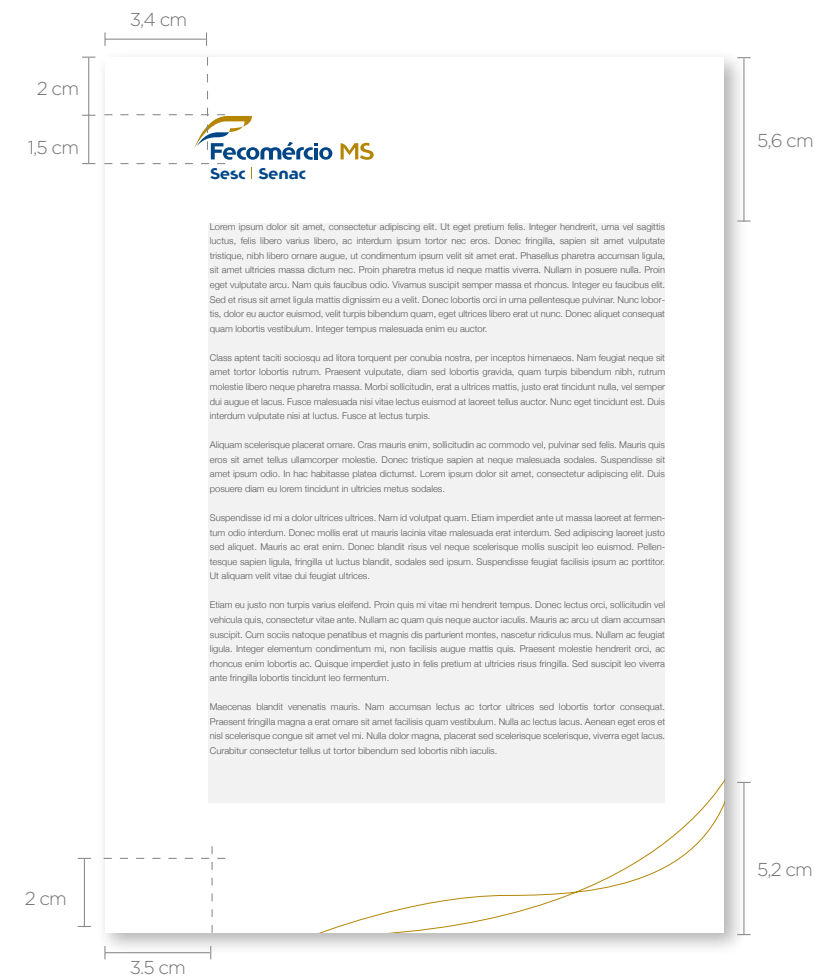 3,4 cm
2 cm
1,5 cm
5,6 cm
Fecomércio MS
Sesc | Senac
Lorem ipsum dolor sit amet, consectetur adipiscing elit. Ut eget pretium felis. Integer hendrerit, urna vel sagittis
luctus, felis libero varius libero, ac interdum ipsum tortor nec eros. Donec fringilla, sapien sit amet vulputate
tristique, nibh libero ornare augue, ut condimentum ipsum velit sit amet erat. Phasellus pharetra accumsan ligula,
sit amet ultricies massa dictum nec. Proin pharetra metus id neque mattis viverra. Nullam in posuere nulla. Proin
eget vulputate arcu. Nam quis faucibus odio. Vivamus suscipit semper massa et rhoncus. Integer eu faucibus elit.
Sed et risus sit amet ligula mattis dignissim eu a velit. Donec lobortis orci in urna pellentesque pulvinar. Nunc lobor-
tis, dolor eu auctor euismod, velit turpis bibendum quam, eget ultrices libero erat ut nunc. Donec aliquet consequat
quam lobortis vestibulum. Integer tempus malesuada enim eu auctor.
Class aptent taciti sociosqu ad litora torquent per conubia nostra, per inceptos himenaeos. Nam feugiat neque sit
amet tortor lobortis rutrum. Praesent vulputate, diam sed lobortis gravida, quam turpis bibendum nibh, rutrum
molestie libero neque pharetra massa. Morbi sollicitudin, erat a ultrices mattis, justo erat tincidunt nulla, vel semper
dui augue et lacus. Fusce malesuada nisi vitae lectus euismod at laoreet tellus auctor. Nunc eget tincidunt est. Duis
interdum vulputate nisi at luctus. Fusce at lectus turpis.
Aliquam scelerisque placerat ornare. Cras mauris enim, sollicitudin ac commodo vel, pulvinar sed felis. Mauris quis
eros sit amet tellus ullamcorper molestie. Donec tristique sapien at neque malesuada sodales. Suspendisse sit
amet ipsum odio. In hac habitasse platea dictumst. Lorem ipsum dolor sit amet, consectetur adipiscing elit. Duis
posuere diam eu lorem tincidunt in ultricies metus sodales.
Suspendisse id mi a dolor ultrices ultrices. Nam id volutpat quam. Etiam imperdiet ante ut massa laoreet at fermen-
tum odio interdum. Donec mollis erat ut mauris lacinia vitae malesuada erat interdum. Sed adipiscing laoreet justo
sed aliquet. Mauris ac erat enim. Donec blandit risus vel neque scelerisque mollis suscipit leo euismod. Pellen-
tesque sapien ligula, fringilla ut luctus blandit, sodales sed ipsum. Suspendisse feugiat facilisis ipsum ac porttitor.
Ut aliquam velit vitae dui feugiat ultrices.
Etiam eu justo non turpis varius eleifend. Proin quis mi vitae mi hendrerit tempus. Donec lectus orci, sollicitudin vel
vehicula quis, consectetur vitae ante. Nullam ac quam quis neque auctor iaculis. Mauris ac arcu ut diam accumsan
suscipit. Cum sociis natoque penatibus et magnis dis parturient montes, nascetur ridiculus mus. Nullam ac feugiat
ligula. Integer elementum condimentum mi, non facilisis augue mattis quis. Praesent molestie hendrerit orci, ac
rhoncus enim lobortis ac. Quisque imperdiet justo in felis pretium at ultricies risus fringilla. Sed suscipit leo viverra
ante fringilla lobortis tincidunt leo fermentum.
Maecenas blandit venenatis mauris. Nam accumsan lectus ac tortor ultrices sed lobortis tortor consequat.
Praesent fringilla magna a erat ornare sit amet facilisis quam vestibulum. Nulla ac lectus lacus. Aenean eget eros et
nisl scelerisque congue sit amet vel mi. Nulla dolor magna, placerat sed scelerisque scelerisque, viverra eget lacus.
Curabitur consectetur tellus ut tortor bibendum sed lobortis nibh iaculis.
5,2 cm
2 cm
3,5 cm